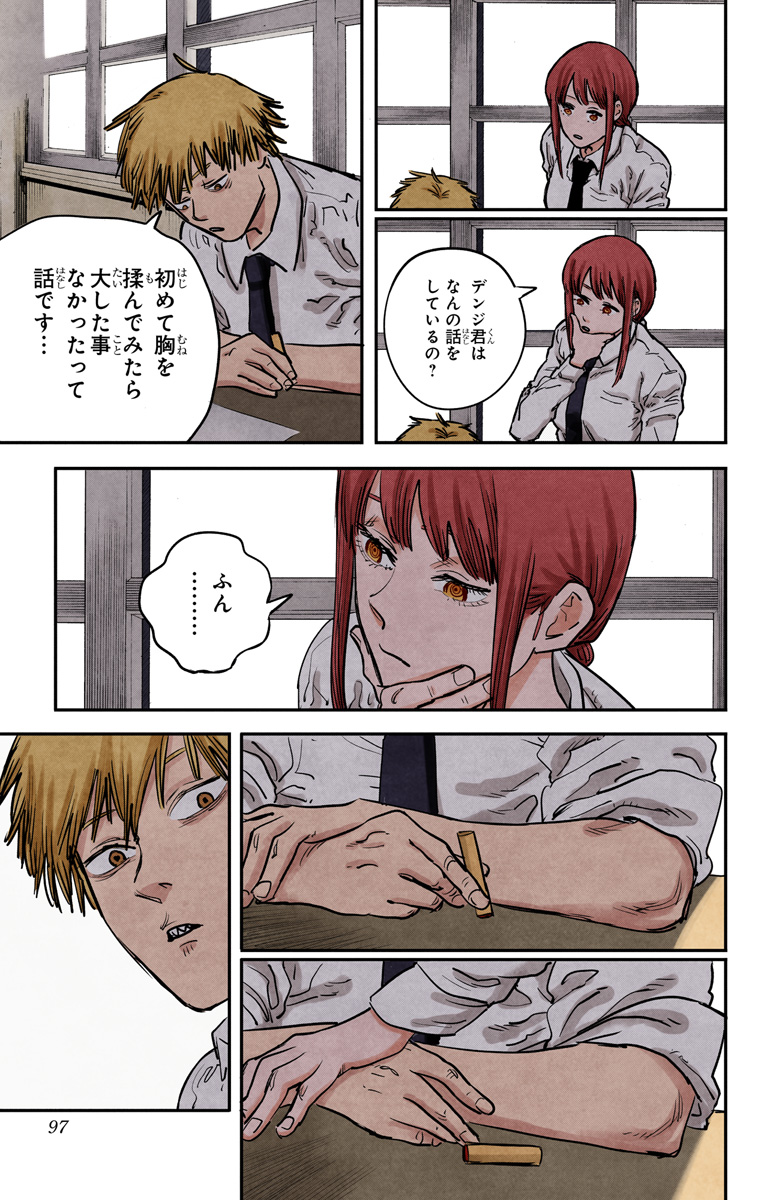 デンジ君は
なんの話を
しているの？
初めて胸を
揉んでみたら
大した事
なかったって
話です…
ふん
………
97